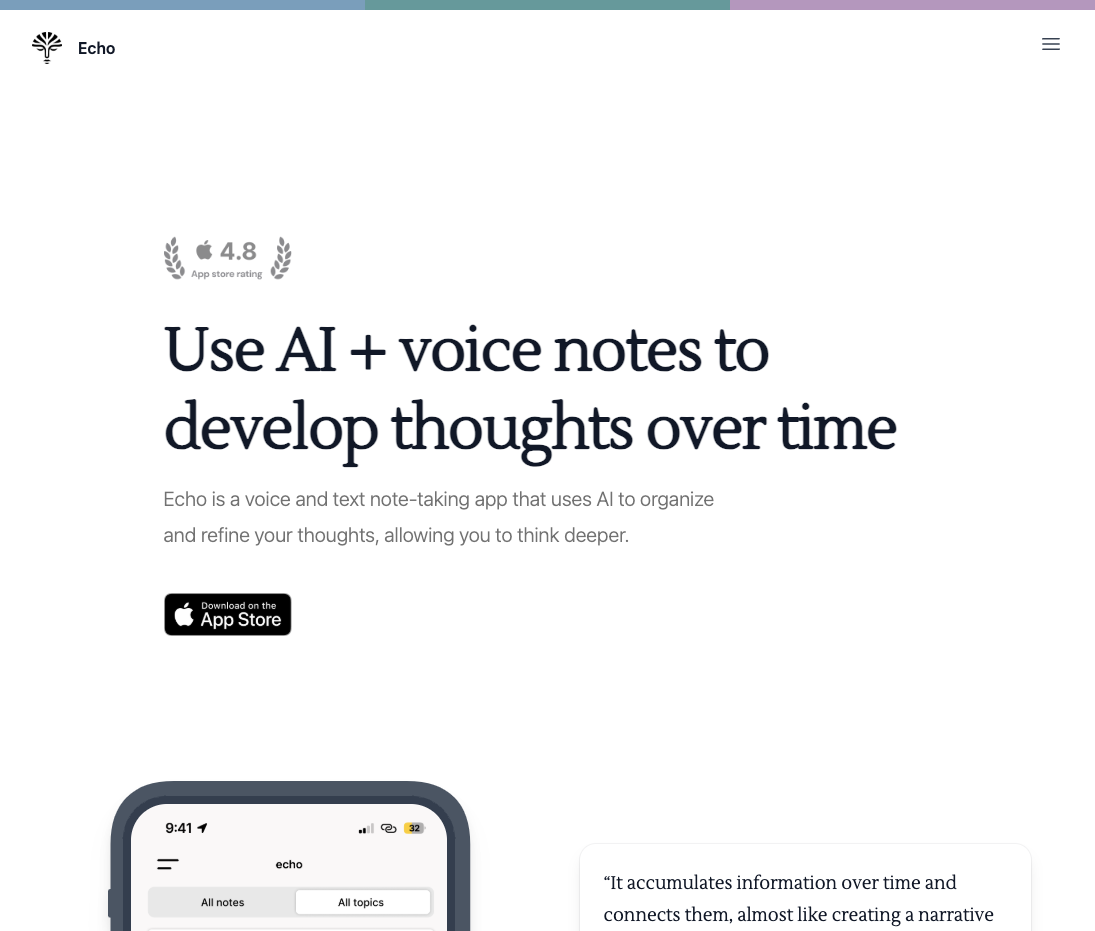 Echo
4.8
App store rating
Use AI + voice notes to
develop thoughts over time
Echo is a voice and text note-taking app that uses AI to organize
and refine your thoughts, allowing you to think deeper.
Download on the
App Store
9:41
32
echo
All notes
All topics
“It accumulates information over time and
connects them, almost like creating a narrative